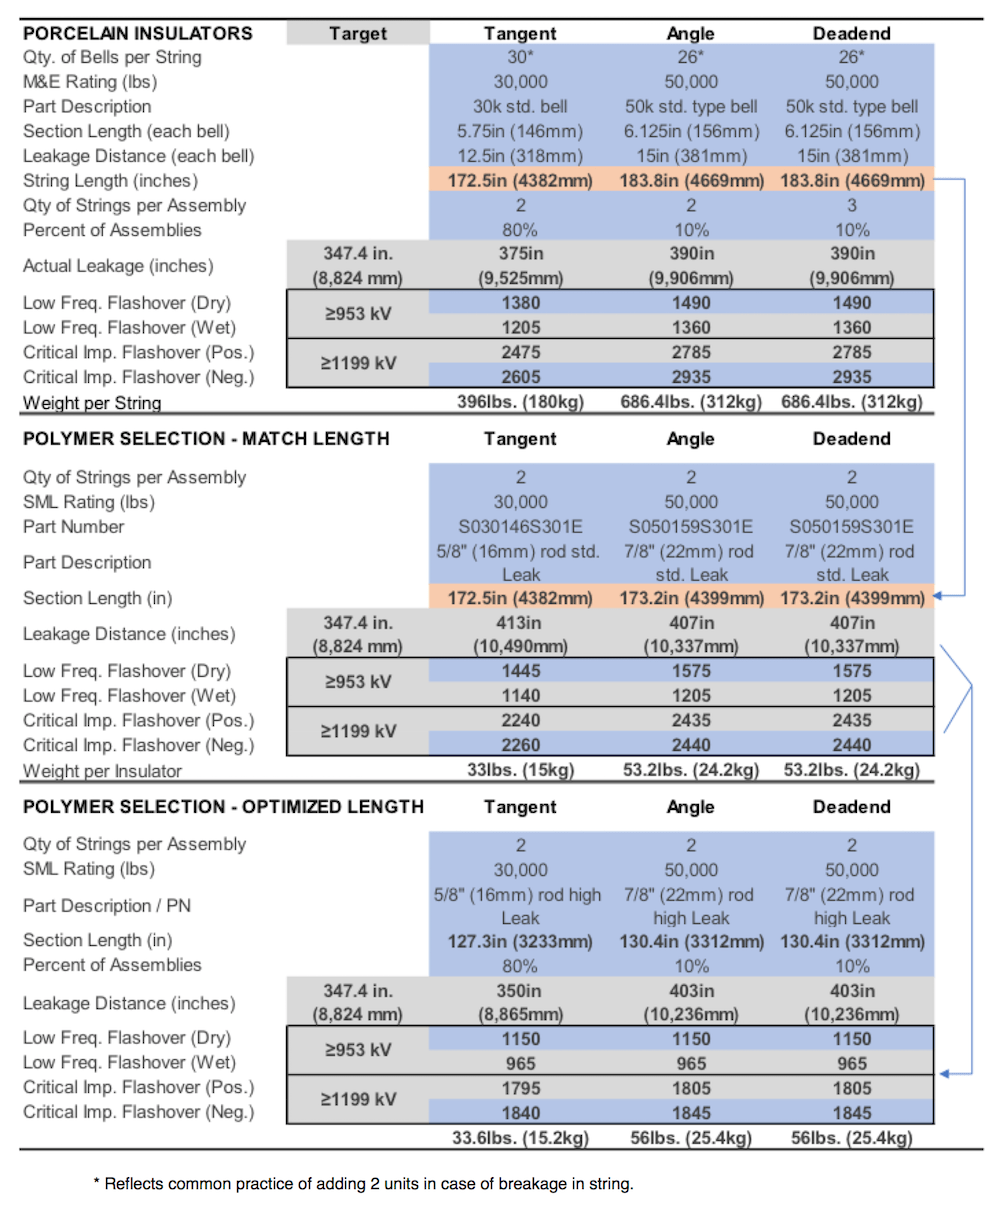 PORCELAIN INSULATORS Target Tangent Angle Deadend
Qty. of Bells per String 30* 26* 26*
M&E Rating (lbs) 30,000 50,000 50,000
Part Description 30k std. bell 50k std. type bell 50k std. type bell
Section Length (each bell) 5.75in (146mm) 6.125in (156mm) 6.125in (156mm)
Leakage Distance (each bell) 12.5in (318mm) 15in (381mm) 15in (381mm)
String Length (inches) 172.5in (4382mm) 183.8in (4669mm) 183.8in (4669mm)
Qty of Strings per Assembly 2 2 3
Percent of Assemblies 80% 10% 10%
Actual Leakage (inches) 347.4 in. 375in 390in 390in
(8,824 mm) (9,525mm) (9,906mm) (9,906mm)
Low Freq. Flashover (Dry) ≥953 kV 1380 1490 1490
Low Freq. Flashover (Wet) 1205 1360 1360
Critical Imp. Flashover (Pos.) ≥1199 kV 2475 2785 2785
Critical Imp. Flashover (Neg.) 2605 2935 2935
Weight per String 396lbs. (180kg) 686.4lbs. (312kg) 686.4lbs. (312kg)
POLYMER SELECTION - MATCH LENGTH Tangent Angle Deadend
Qty of Strings per Assembly 2 2 2
SML Rating (lbs) 30,000 50,000 50,000
Part Number S030146S301E S050159S301E S050159S301E
Part Description 5/8" (16mm) rod std. 7/8" (22mm) rod 7/8" (22mm) rod
Leak std. Leak std. Leak
Section Length (in) 172.5in (4382mm) 173.2in (4399mm) 173.2in (4399mm)
Leakage Distance (inches) 347.4 in. 413in 407in 407in
(8,824 mm) (10,490mm) (10,337mm) (10,337mm)
Low Freq. Flashover (Dry) ≥953 kV 1445 1575 1575
Low Freq. Flashover (Wet) 1140 1205 1205
Critical Imp. Flashover (Pos.) ≥1199 kV 2240 2435 2435
Critical Imp. Flashover (Neg.) 2260 2440 2440
Weight per Insulator 33lbs. (15kg) 53.2lbs. (24.2kg) 53.2lbs. (24.2kg)
POLYMER SELECTION - OPTIMIZED LENGTH Tangent Angle Deadend
Qty of Strings per Assembly 2 2 2
SML Rating (lbs) 30,000 50,000 50,000
Part Description / PN 5/8" (16mm) rod high 7/8" (22mm) rod 7/8" (22mm) rod
Leak high Leak high Leak
Section Length (in) 127.3in (3233mm) 130.4in (3312mm) 130.4in (3312mm)
Percent of Assemblies 80% 10% 10%
Leakage Distance (inches) 347.4 in. 350in 403in 403in
(8,824 mm) (8,865mm) (10,236mm) (10,236mm)
Low Freq. Flashover (Dry) ≥953 kV 1150 1150 1150
Low Freq. Flashover (Wet) 965 965 965
Critical Imp. Flashover (Pos.) ≥1199 kV 1795 1805 1805
Critical Imp. Flashover (Neg.) 1840 1845 1845
33.6lbs. (15.2kg) 56lbs. (25.4kg) 56lbs. (25.4kg)
* Reflects common practice of adding 2 units in case of breakage in string.